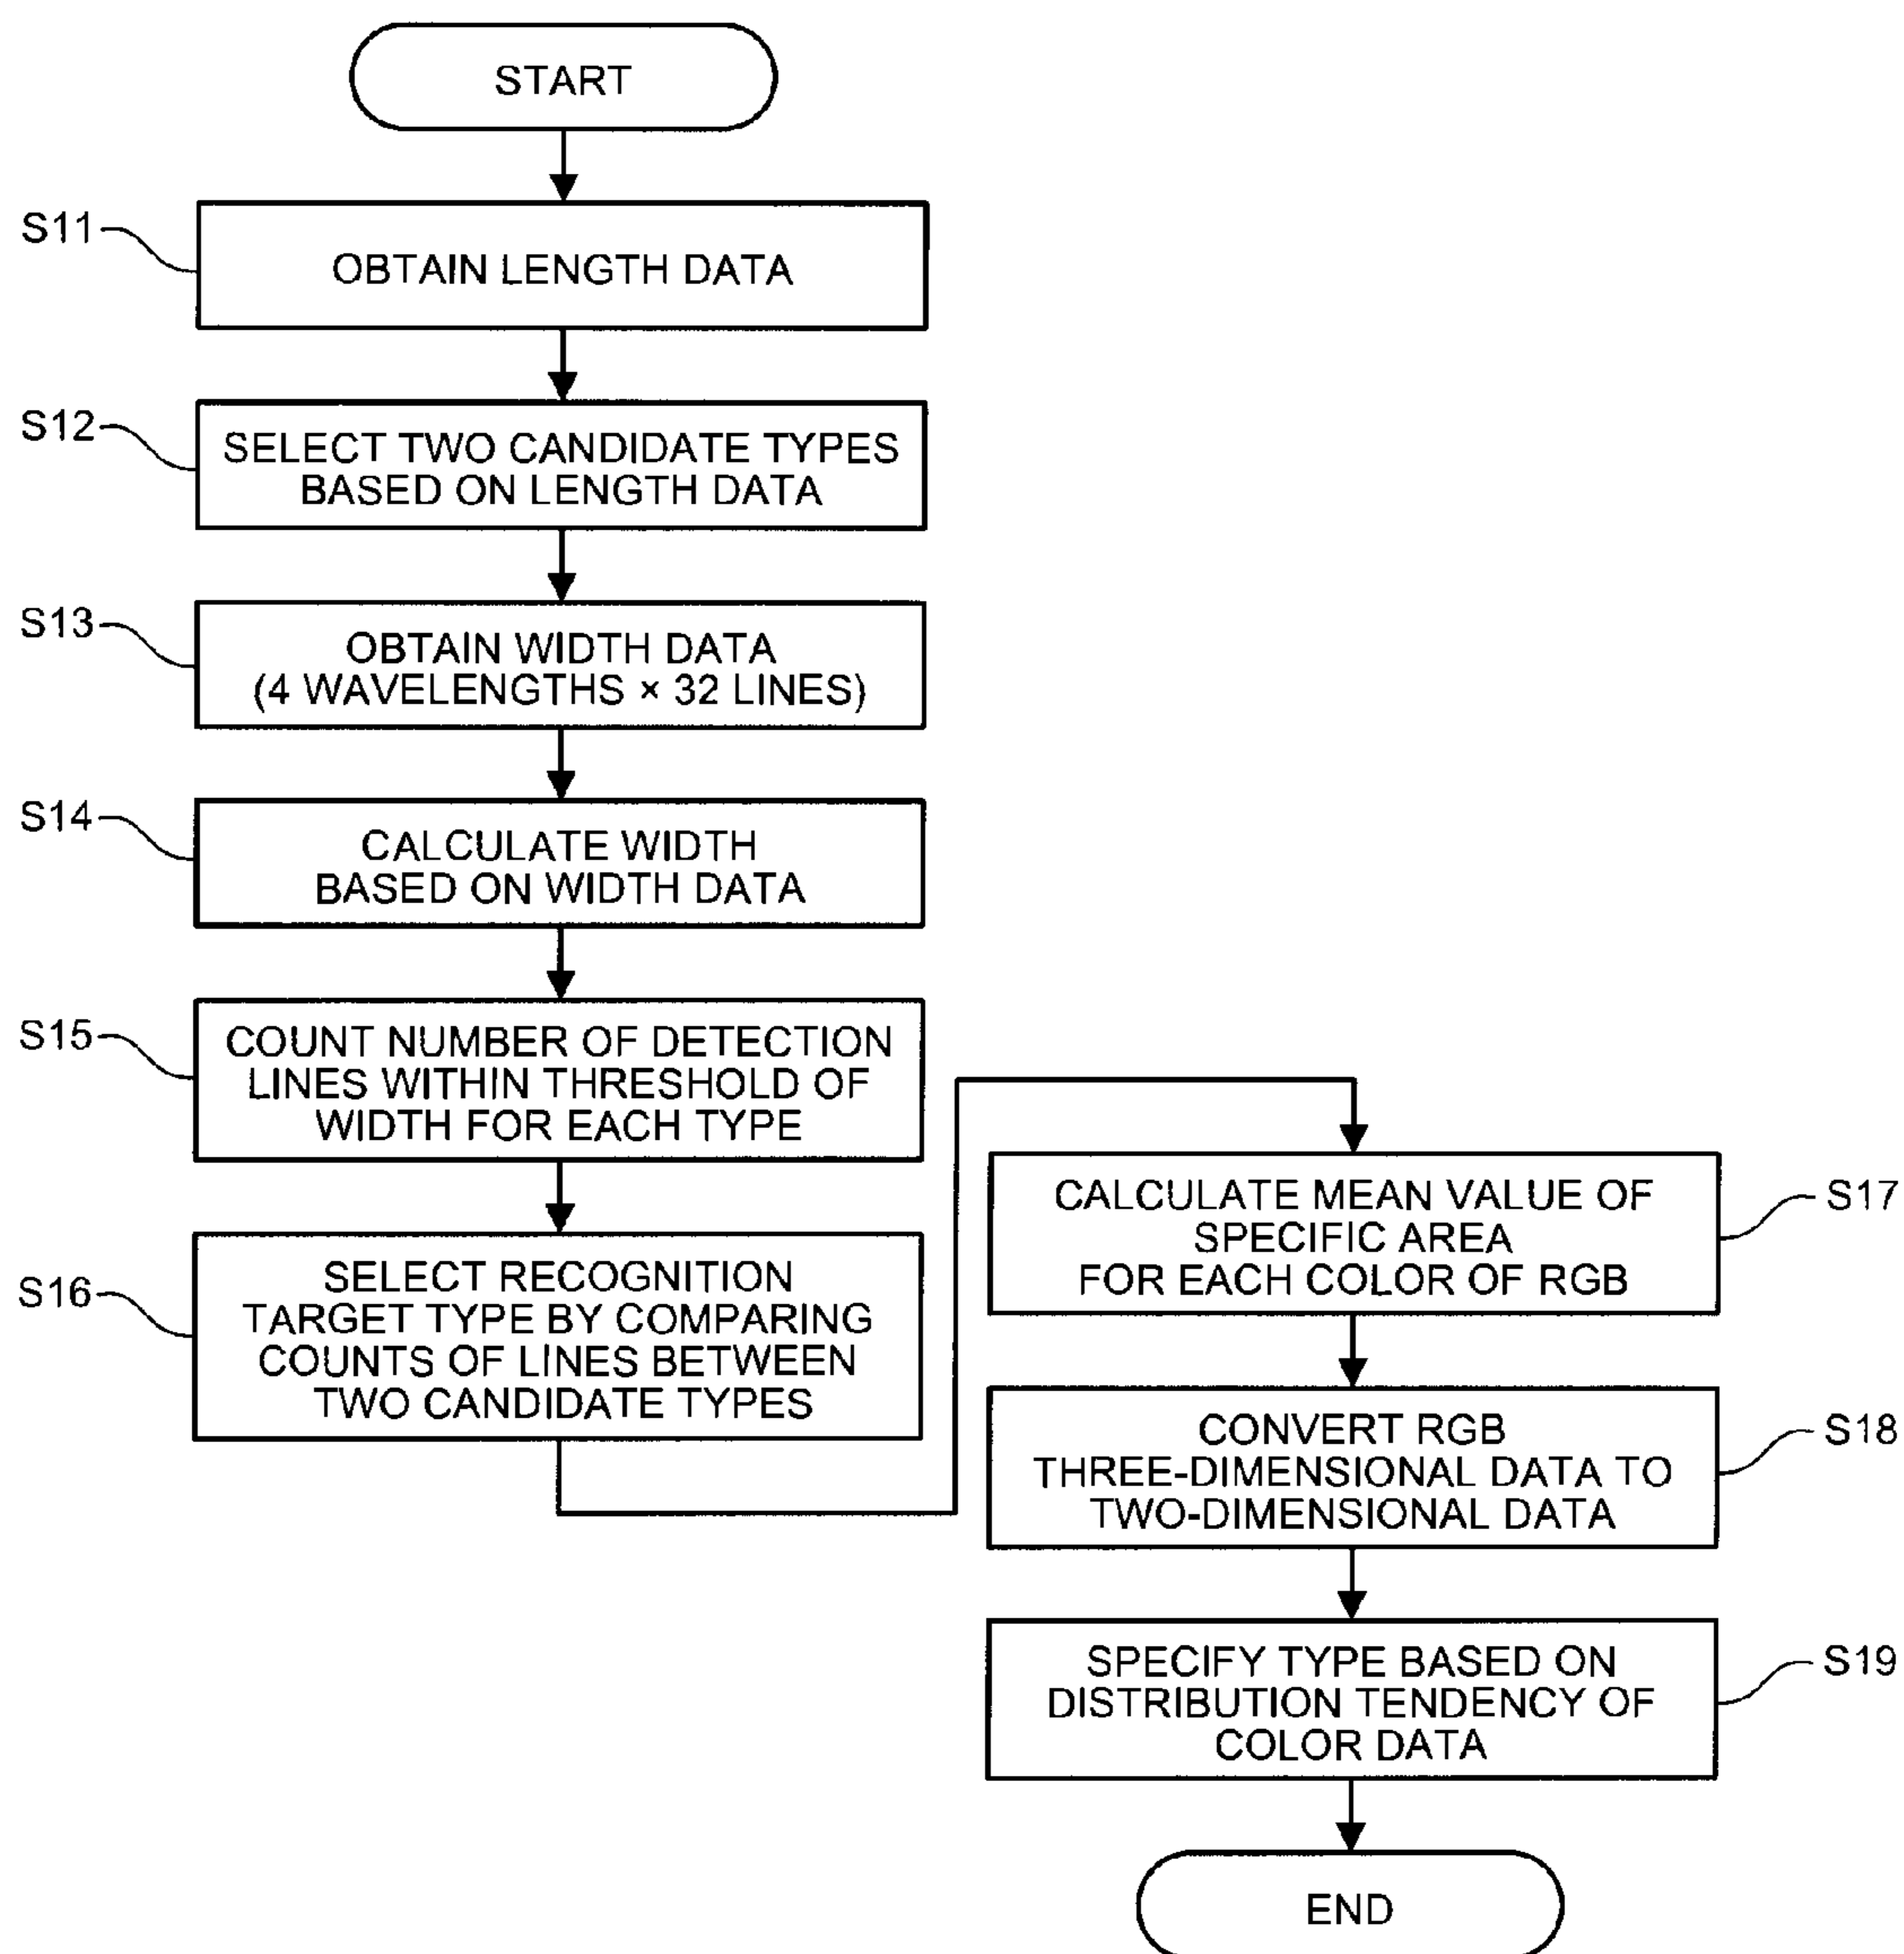 START
S11
OBTAIN LENGTH DATA
S12
SELECT TWO CANDIDATE TYPES
BASED ON LENGTH DATA
S13
OBTAIN WIDTH DATA
(4 WAVELENGTHS × 32 LINES)
S14
CALCULATE WIDTH
BASED ON WIDTH DATA
S15
COUNT NUMBER OF DETECTION
LINES WITHIN THRESHOLD OF
WIDTH FOR EACH TYPE
S16
SELECT RECOGNITION
TARGET TYPE BY COMPARING
COUNTS OF LINES BETWEEN
TWO CANDIDATE TYPES
CALCULATE MEAN VALUE OF
SPECIFIC AREA
FOR EACH COLOR OF RGB
S17
CONVERT RGB
THREE-DIMENSIONAL DATA TO
TWO-DIMENSIONAL DATA
S18
SPECIFY TYPE BASED ON
DISTRIBUTION TENDENCY OF
COLOR DATA
S19
END